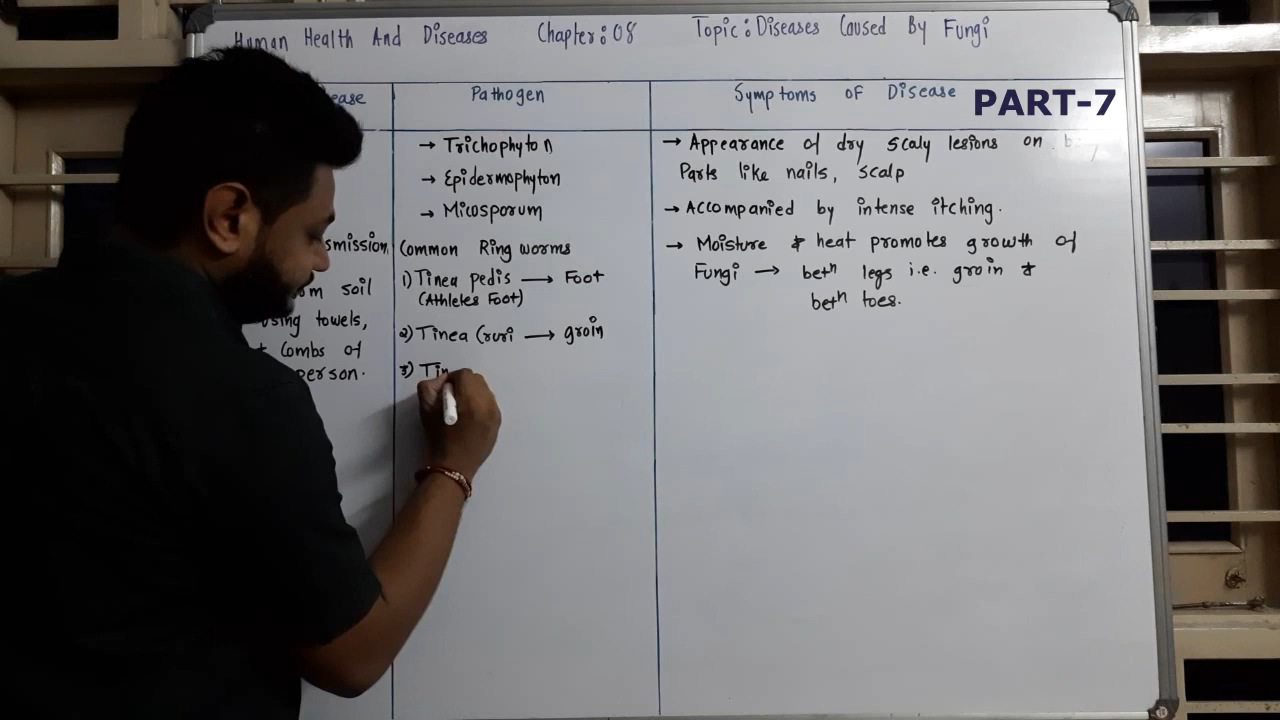 Human Health And Diseases Chapter: 08 Topic: Diseases Caused By Fungi
Pathogen
Symptoms of Disease
PART-7
→ Trichophyton
→ Epidermophyton
→ Micosporum
Common Ring worms
1) Tinea pedis → Foot
(Athletes Foot)
2) Tinea Cruri → groin
3) Tin
soil
towels,
Combs of
person.
→ Appearance of dry scaly lesions on
Parts like nails, scalp
→ Accompanied by intense itching.
→ Moisture & heat promotes growth of
Fungi → betn legs i.e. groin &
betn toes.